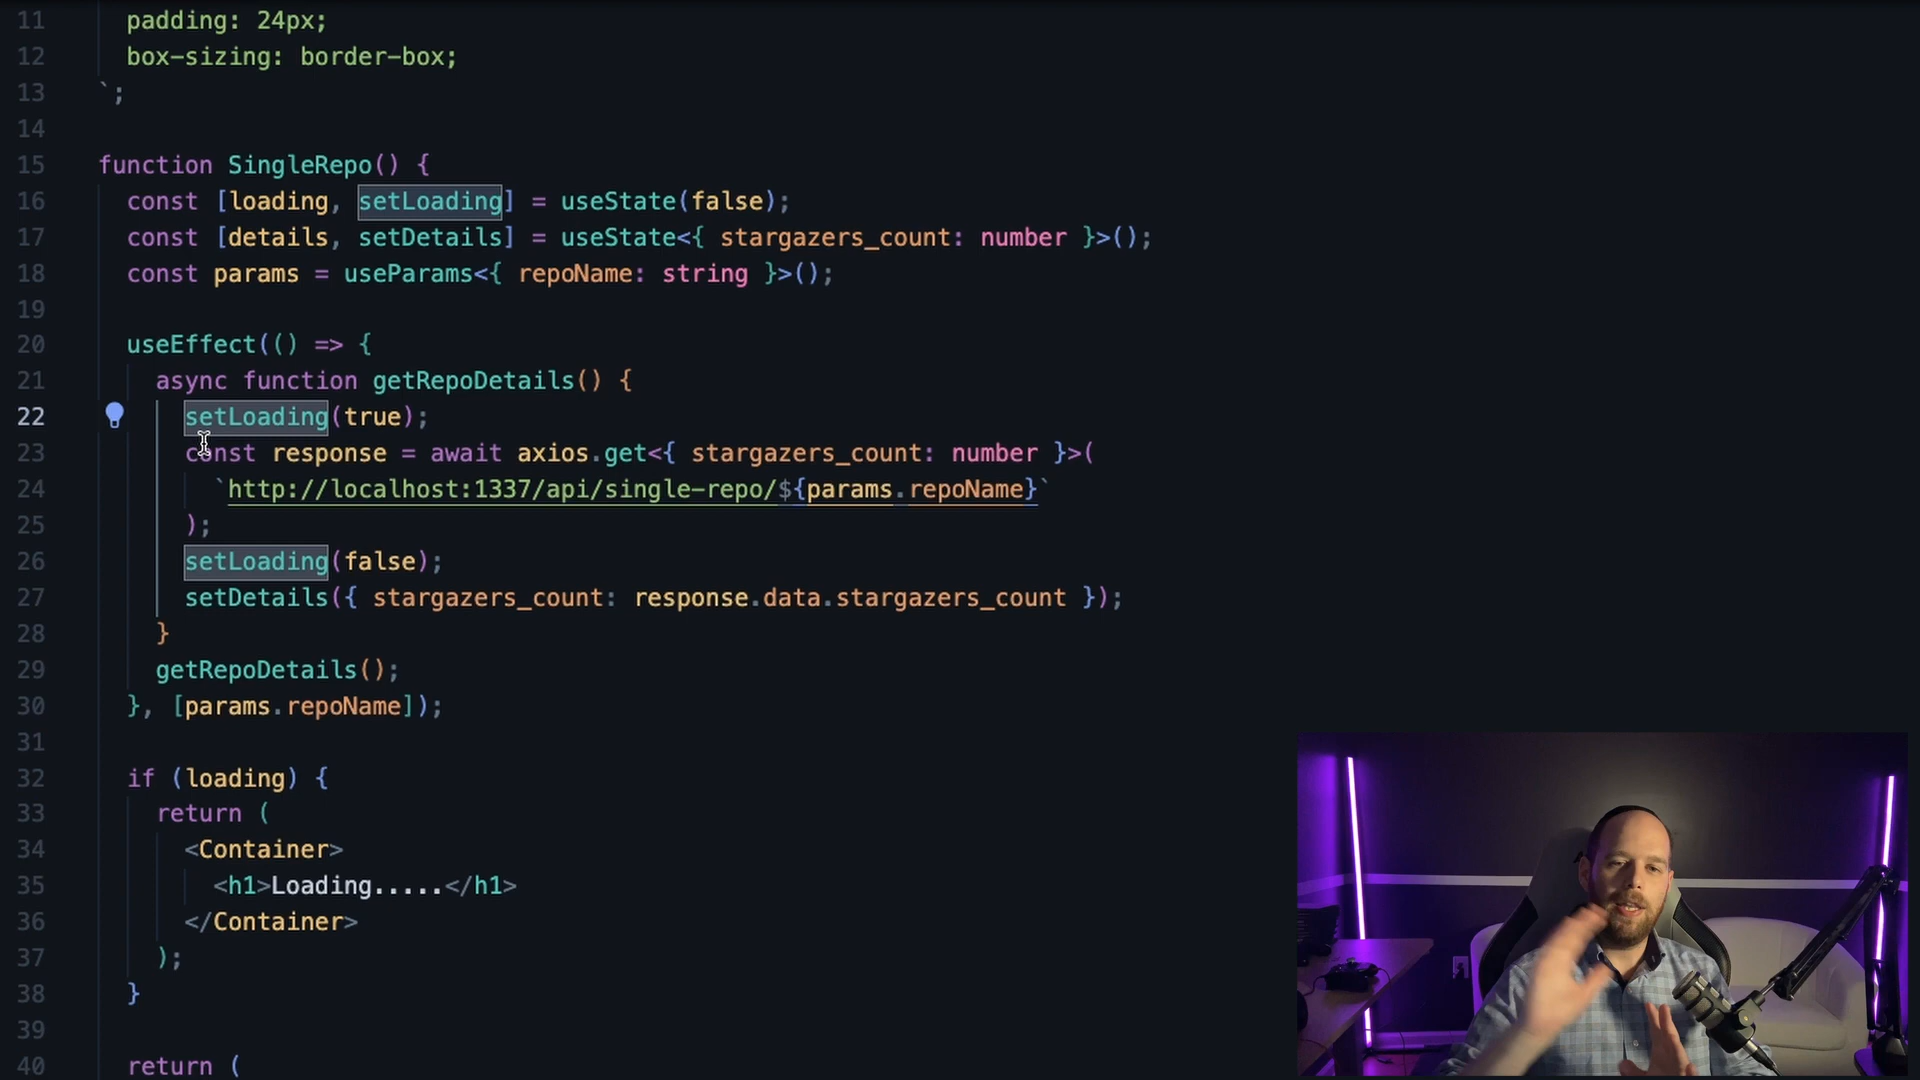 11 padding: 24px;
12 box-sizing: border-box;
13 `;
14
15 function SingleRepo() {
16 const [loading, setLoading] = useState(false);
17 const [details, setDetails] = useState<{ stargazers_count: number }>();
18 const params = useParams<{ repoName: string }>();
19
20 useEffect(() => {
21 async function getRepoDetails() {
22 setLoading(true);
23 const response = await axios.get<{ stargazers_count: number }>(
24 `http://localhost:1337/api/single-repo/${params.repoName}`
25 );
26 setLoading(false);
27 setDetails({ stargazers_count: response.data.stargazers_count });
28 }
29 getRepoDetails();
30 }, [params.repoName]);
31
32 if (loading) {
33 return (
34 <Container>
35 <h1>Loading.....</h1>
36 </Container>
37 );
38 }
39
40 return (